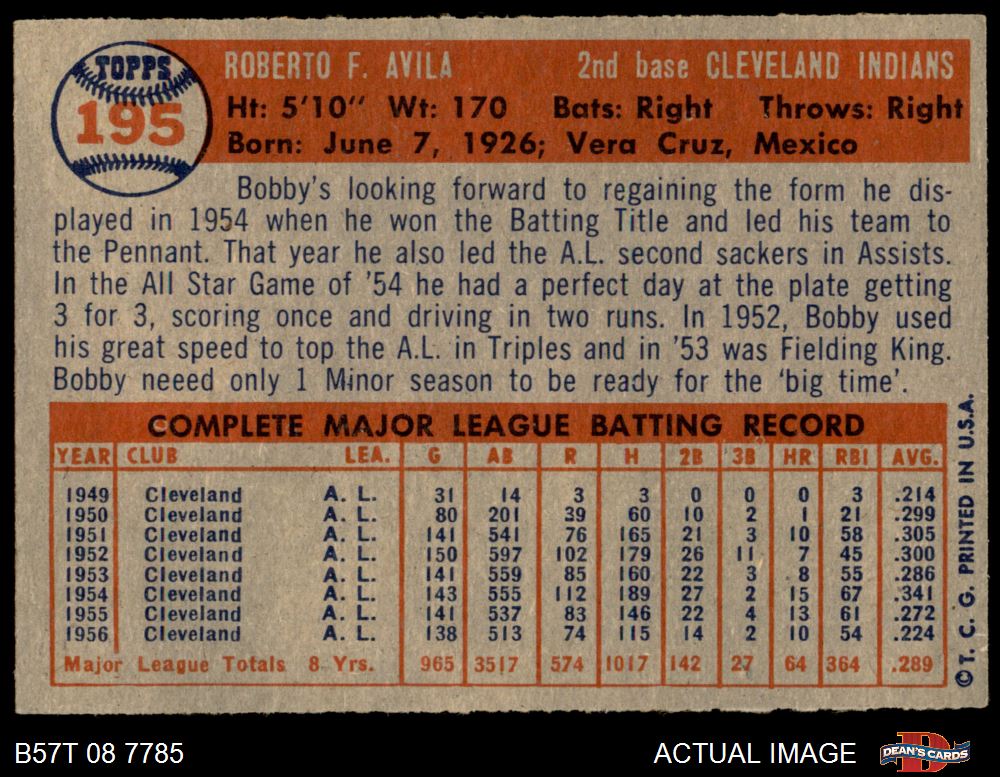 TOPPS
195
ROBERTO F. AVILA 2nd base CLEVELAND INDIANS
Ht: 5'10" Wt: 170 Bats: Right Throws: Right
Born: June 7, 1926; Vera Cruz, Mexico
Bobby's looking forward to regaining the form he dis-
played in 1954 when he won the Batting Title and led his team to
the Pennant. That year he also led the A.L. second sackers in Assists.
In the All Star Game of '54 he had a perfect day at the plate getting
3 for 3, scoring once and driving in two runs. In 1952, Bobby used
his great speed to top the A.L. in Triples and in '53 was Fielding King.
Bobby neeed only 1 Minor season to be ready for the 'big time'.
COMPLETE MAJOR LEAGUE BATTING RECORD
YEAR CLUB LEA. G AB R H 2B 3B HR RBI AVG.
1949 Cleveland A. L. 31 14 3 3 0 0 0 3 .214
1950 Cleveland A. L. 80 201 39 60 10 2 1 21 .299
1951 Cleveland A. L. 141 541 76 165 21 3 10 58 .305
1952 Cleveland A. L. 150 597 102 179 26 11 7 45 .300
1953 Cleveland A. L. 141 559 85 160 22 3 8 55 .286
1954 Cleveland A. L. 143 555 112 189 27 2 15 67 .341
1955 Cleveland A. L. 141 537 83 146 22 4 13 61 .272
1956 Cleveland A. L. 138 513 74 115 14 2 10 54 .224
Major League Totals 8 Yrs. 965 3517 574 1017 142 27 64 364 .289
©T. C. G. PRINTED IN U.S.A.
B57T 08 7785 ACTUAL IMAGE
D
DEAN'S CARDS